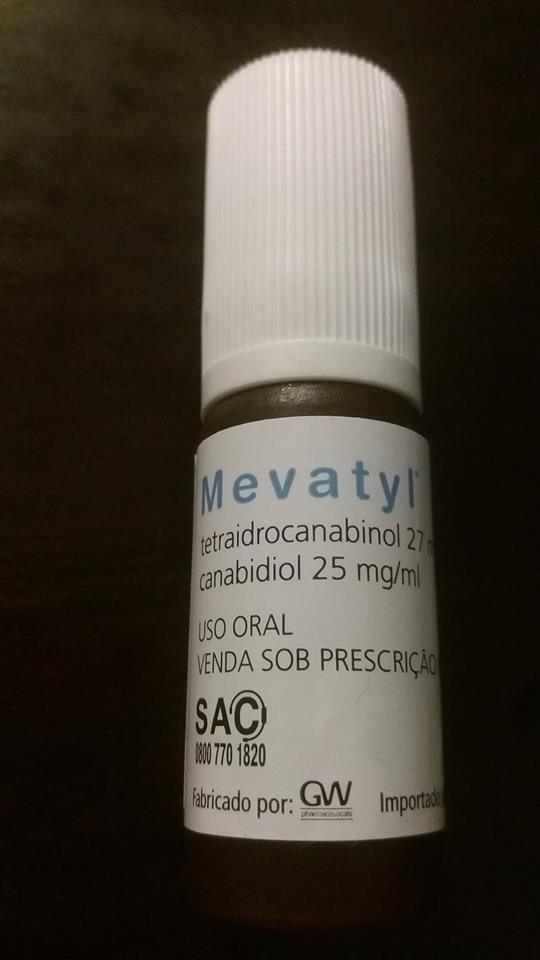 Mevatyl®
tetraidrocanabinol 27
canabidiol 25 mg/ml
USO ORAL
VENDA SOB PRESCRIÇÃO
SAC
0800 770 1820
Fabricado por: GW pharmaceuticals Importado